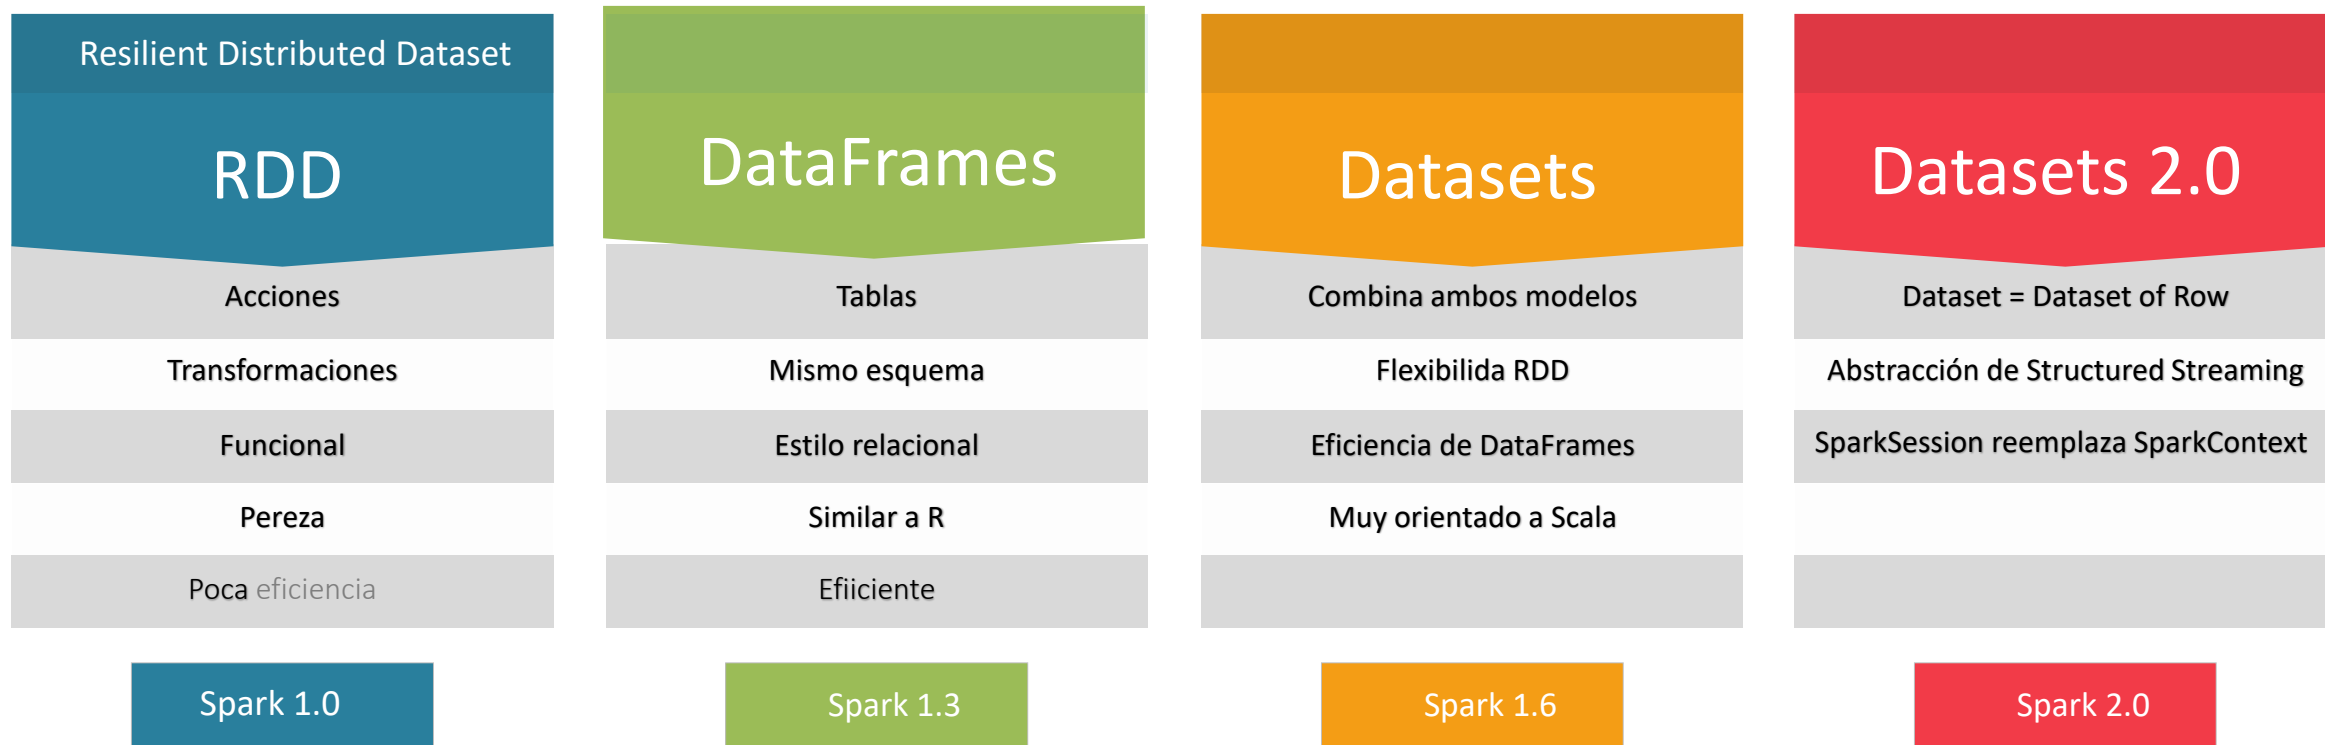 Resilient Distributed Dataset
RDD
Acciones
Transformaciones
Funcional
Pereza
Poca eficiencia
Spark 1.0
DataFrames
Tablas
Mismo esquema
Estilo relacional
Similar a R
Efiiciente
Spark 1.3
Datasets
Combina ambos modelos
Flexibilida RDD
Eficiencia de DataFrames
Muy orientado a Scala
Spark 1.6
Datasets 2.0
Dataset = Dataset of Row
Abstracción de Structured Streaming
SparkSession reemplaza SparkContext
Spark 2.0